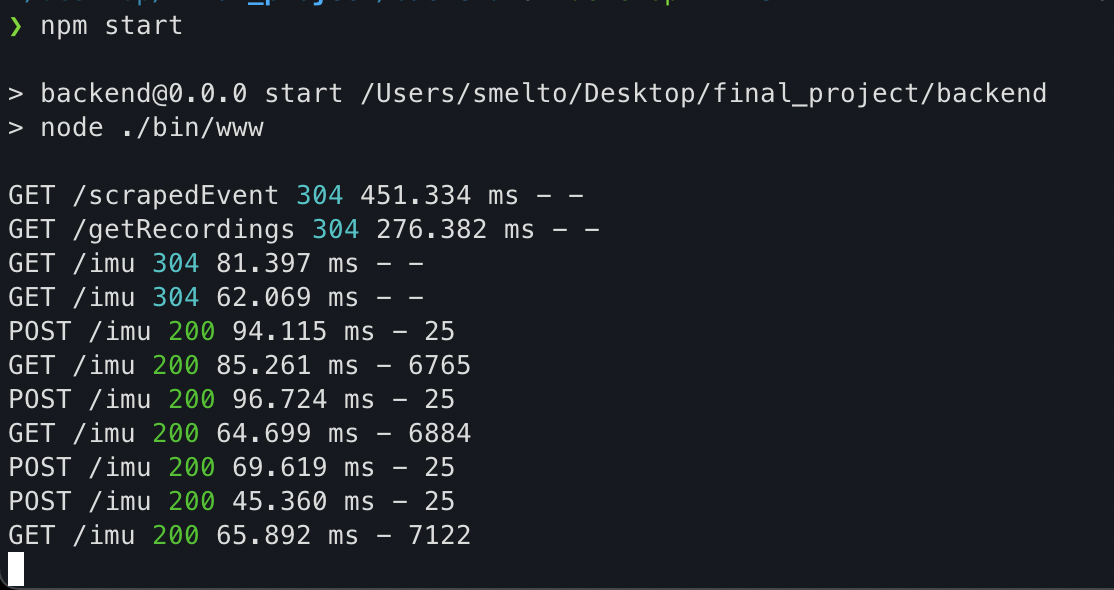 ❯ npm start
> backend@0.0.0 start /Users/smelto/Desktop/final_project/backend
> node ./bin/www
GET /scrapedEvent 304 451.334 ms - -
GET /getRecordings 304 276.382 ms - -
GET /imu 304 81.397 ms - -
GET /imu 304 62.069 ms - -
POST /imu 200 94.115 ms - 25
GET /imu 200 85.261 ms - 6765
POST /imu 200 96.724 ms - 25
GET /imu 200 64.699 ms - 6884
POST /imu 200 69.619 ms - 25
POST /imu 200 45.360 ms - 25
GET /imu 200 65.892 ms - 7122